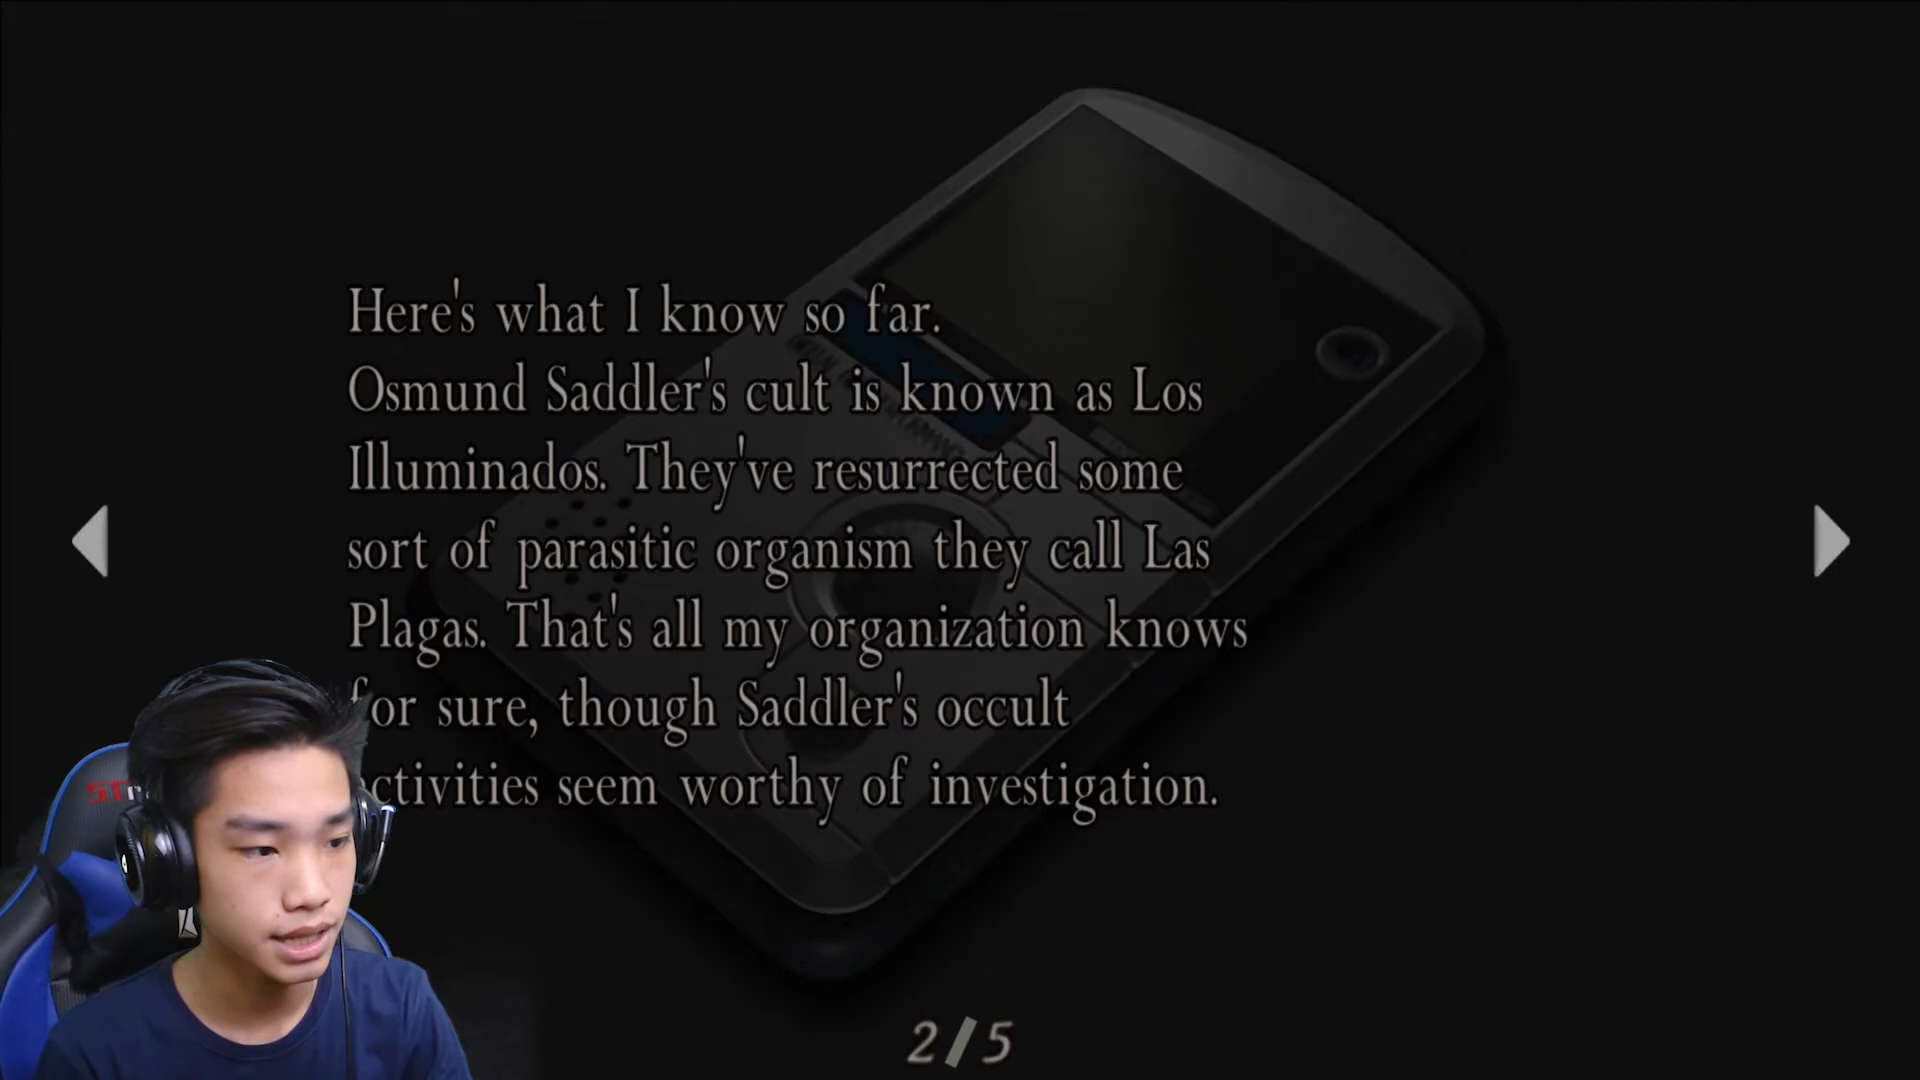 Here's what I know so far.
Osmund Saddler's cult is known as Los
Illuminados. They've resurrected some
sort of parasitic organism they call Las
Plagas. That's all my organization knows
for sure, though Saddler's occult
activities seem worthy of investigation.
2/5